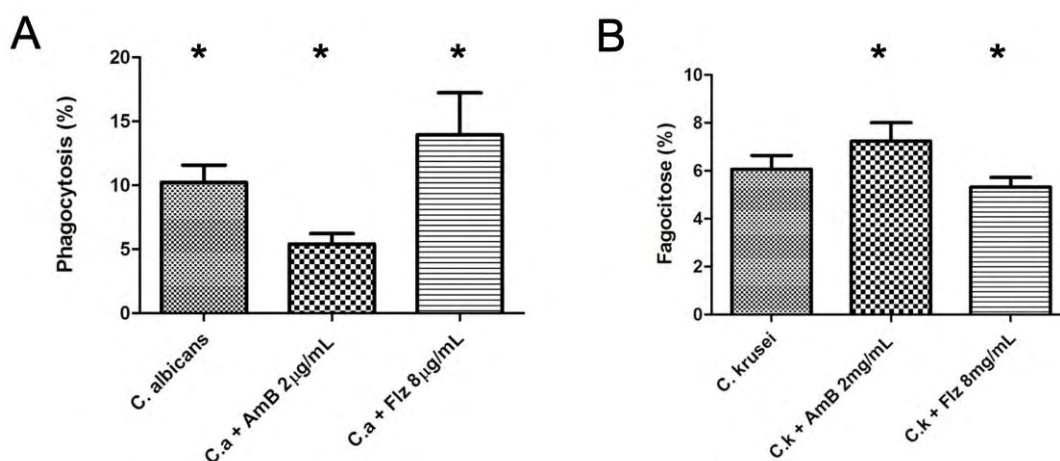 A
* * *
Phagocytosis (%)
20
15
10
5
0
C. albicans
C.a + AmB 2μg/mL
C.a + Flz 8μg/mL
B
* *
Fagocitose (%)
10
8
6
4
2
0
C. krusei
C.k + AmB 2mg/mL
C.k + Flz 8mg/mL